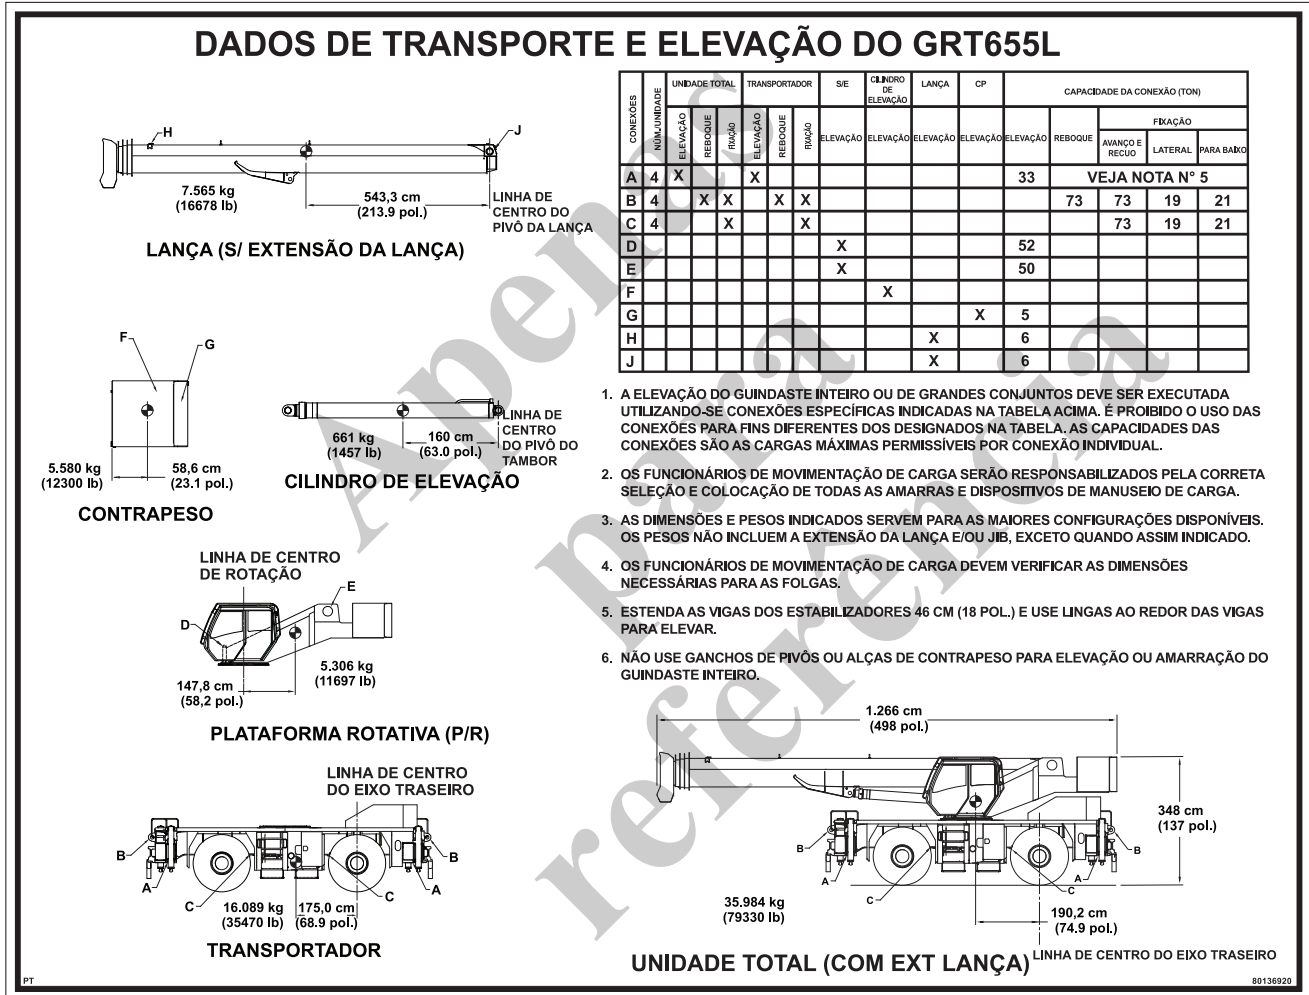 DADOS DE TRANSPORTE E ELEVAÇÃO DO GRT655L
H
J
7.565 kg
(16678 lb)
543,3 cm
(213.9 pol.)
LINHA DE
CENTRO DO
PIVÔ DA LANÇA
LANÇA (S/ EXTENSÃO DA LANÇA)
F
G
5.580 kg
(12300 lb)
58,6 cm
(23.1 pol.)
CONTRAPESO
661 kg
(1457 lb)
160 cm
(63.0 pol.)
LINHA DE
CENTRO
DO PIVÔ DO
TAMBOR
CILINDRO DE ELEVAÇÃO
LINHA DE CENTRO
DE ROTAÇÃO
E
D
5.306 kg
(11697 lb)
147,8 cm
(58,2 pol.)
PLATAFORMA ROTATIVA (P/R)
LINHA DE CENTRO
DO EIXO TRASEIRO
B
B
A
A
C
C
16.089 kg
(35470 lb)
175,0 cm
(68.9 pol.)
TRANSPORTADOR
CONEXÕES
NÚM./UNIDADE
UNIDADE TOTAL
TRANSPORTADOR
S/E
CILINDRO
DE
ELEVAÇÃO
LANÇA
CP
CAPACIDADE DA CONEXÃO (TON)
ELEVAÇÃO
REBOQUE
FIXAÇÃO
ELEVAÇÃO
REBOQUE
FIXAÇÃO
ELEVAÇÃO
ELEVAÇÃO
ELEVAÇÃO
ELEVAÇÃO
ELEVAÇÃO
REBOQUE
FIXAÇÃO
AVANÇO E
RECUO
LATERAL
PARA BAIXO
A 4 X X 33 VEJA NOTA N° 5
B 4 X X X X 73 73 19 21
C 4 X X 73 19 21
D X 52
E X 50
F X
G X 5
H X 6
J X 6
1. A ELEVAÇÃO DO GUINDASTE INTEIRO OU DE GRANDES CONJUNTOS DEVE SER EXECUTADA
UTILIZANDO-SE CONEXÕES ESPECÍFICAS INDICADAS NA TABELA ACIMA. É PROIBIDO O USO DAS
CONEXÕES PARA FINS DIFERENTES DOS DESIGNADOS NA TABELA. AS CAPACIDADES DAS
CONEXÕES SÃO AS CARGAS MÁXIMAS PERMISSÍVEIS POR CONEXÃO INDIVIDUAL.
2. OS FUNCIONÁRIOS DE MOVIMENTAÇÃO DE CARGA SERÃO RESPONSABILIZADOS PELA CORRETA
SELEÇÃO E COLOCAÇÃO DE TODAS AS AMARRAS E DISPOSITIVOS DE MANUSEIO DE CARGA.
3. AS DIMENSÕES E PESOS INDICADOS SERVEM PARA AS MAIORES CONFIGURAÇÕES DISPONÍVEIS.
OS PESOS NÃO INCLUEM A EXTENSÃO DA LANÇA E/OU JIB, EXCETO QUANDO ASSIM INDICADO.
4. OS FUNCIONÁRIOS DE MOVIMENTAÇÃO DE CARGA DEVEM VERIFICAR AS DIMENSÕES
NECESSÁRIAS PARA AS FOLGAS.
5. ESTENDA AS VIGAS DOS ESTABILIZADORES 46 CM (18 POL.) E USE LINGAS AO REDOR DAS VIGAS
PARA ELEVAR.
6. NÃO USE GANCHOS DE PIVÔS OU ALÇAS DE CONTRAPESO PARA ELEVAÇÃO OU AMARRAÇÃO DO
GUINDASTE INTEIRO.
1.266 cm
(498 pol.)
348 cm
(137 pol.)
B
B
A
A
C
C
35.984 kg
(79330 lb)
190,2 cm
(74.9 pol.)
LINHA DE CENTRO DO EIXO TRASEIRO
UNIDADE TOTAL (COM EXT LANÇA)
PT
80136920
Apenas
para
referência